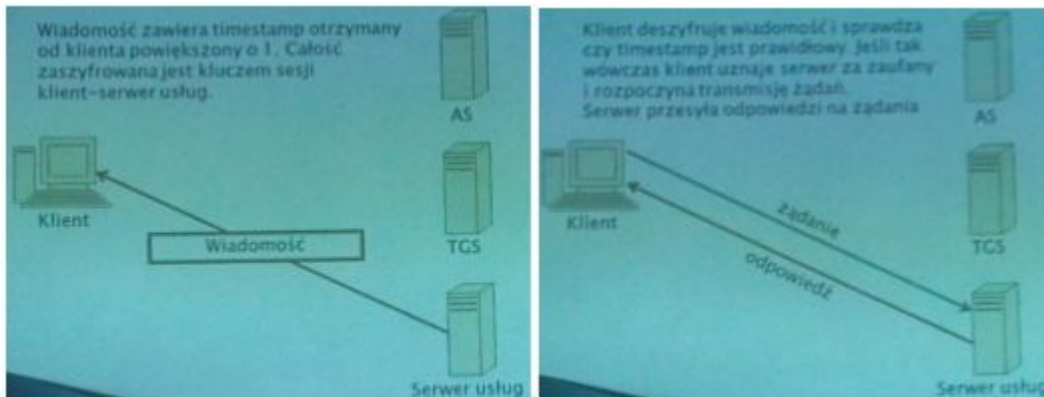 Wiadomość zawiera timestamp otrzymany
od klienta powiększony o 1. Całość
zaszyfrowana jest kluczem sesji
klient-serwer usług.
AS
Klient
Wiadomość
TGS
Serwer usług
Klient deszyfruje wiadomość i sprawdza
czy timestamp jest prawidłowy. Jeśli tak
wówczas klient uznaje serwer za zaufany
i rozpoczyna transmisję żądań.
Serwer przesyła odpowiedzi na żądania
AS
Klient
żądanie
TGS
odpowiedź
Serwer usług